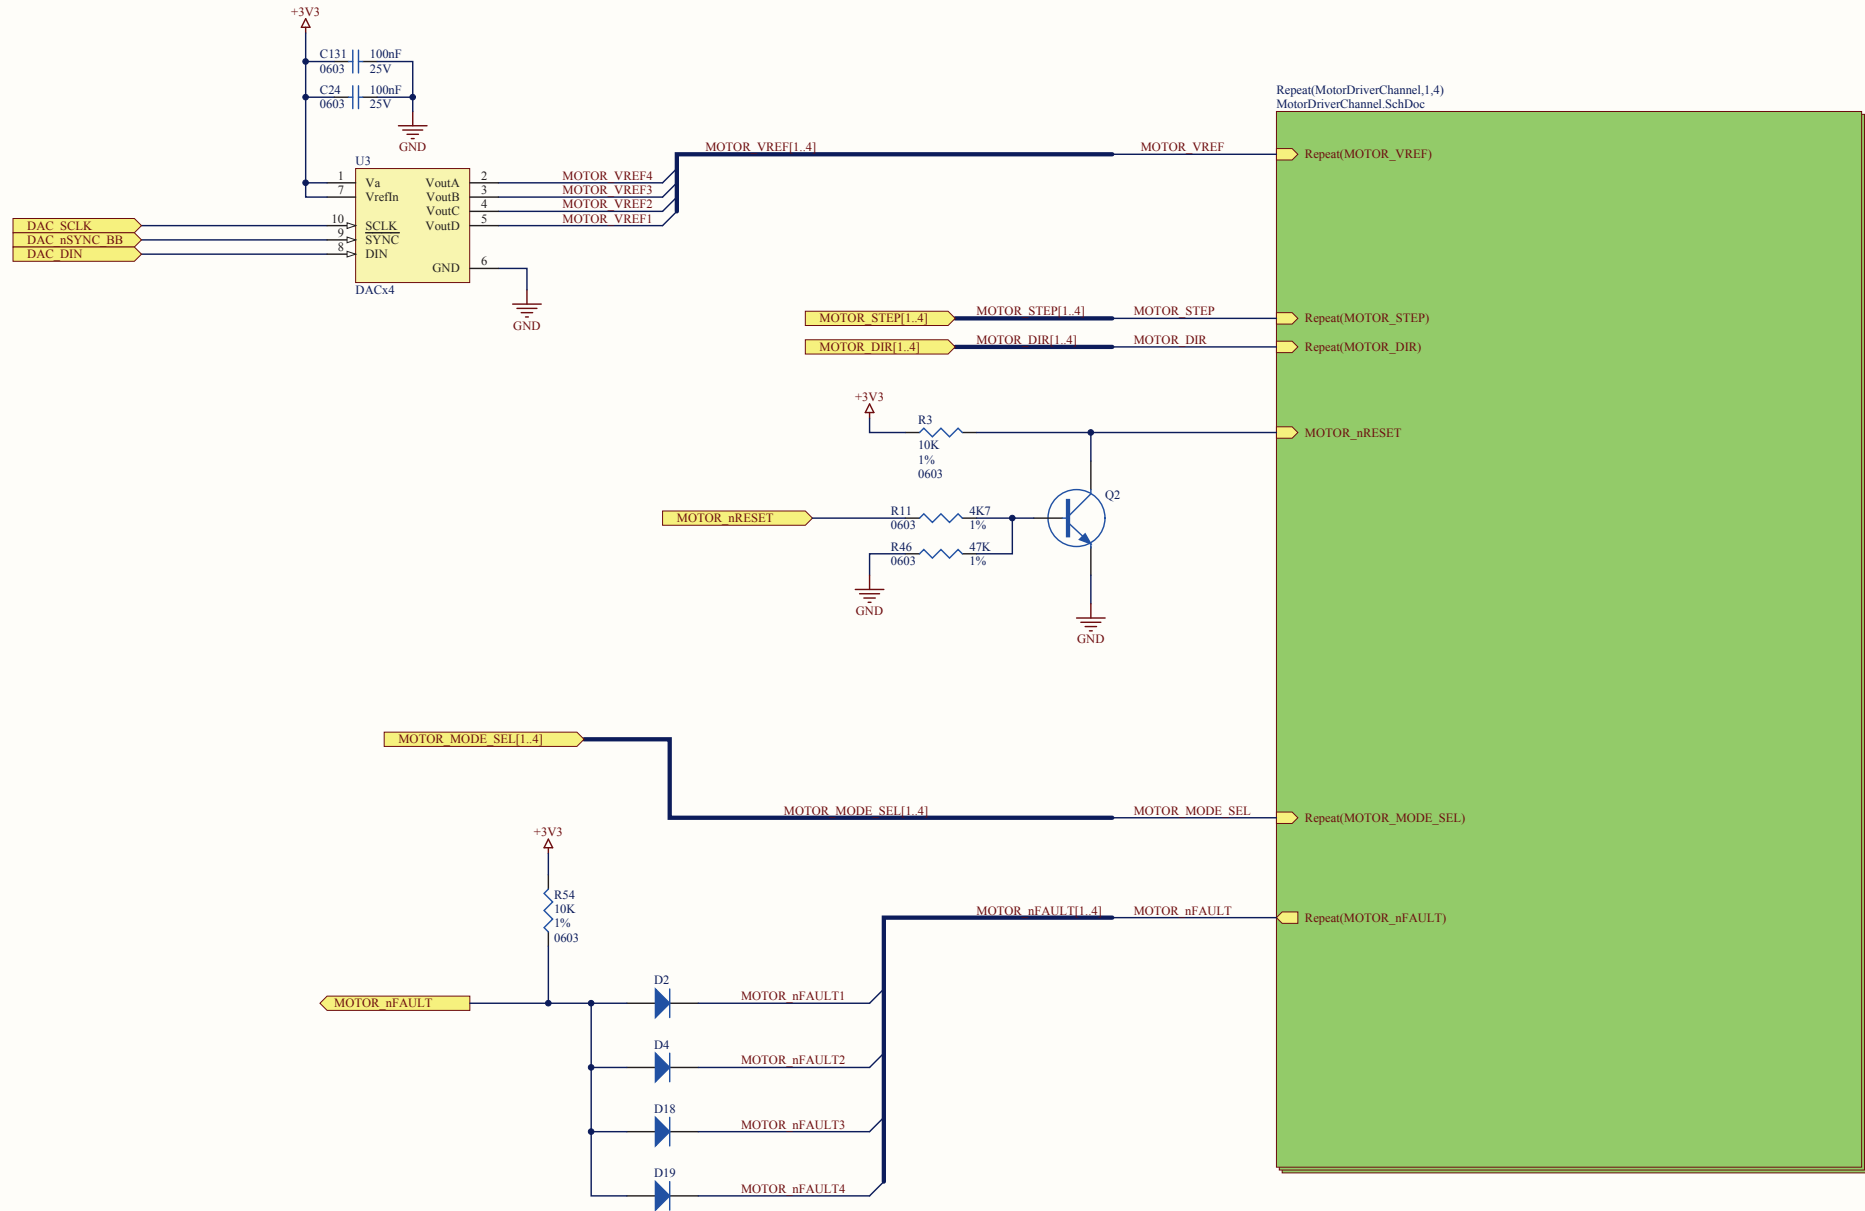 +3V3
C131
100nF
0603
25V
C24
100nF
0603
25V
GND
U3
1
Va
VoutA
2
7
VrefIn
VoutB
3
VoutC
4
10
SCLK
VoutD
5
9
SYNC
8
DIN
GND
6
DACx4
GND
DAC_SCLK
DAC_nSYNC_BB
DAC_DIN
MOTOR_VREF4
MOTOR_VREF3
MOTOR_VREF2
MOTOR_VREF1
MOTOR_VREF[1..4]
MOTOR_VREF
Repeat(MotorDriverChannel,1,4)
MotorDriverChannel.SchDoc
Repeat(MOTOR_VREF)
MOTOR_STEP[1..4]
MOTOR_STEP[1..4]
MOTOR_STEP
Repeat(MOTOR_STEP)
MOTOR_DIR[1..4]
MOTOR_DIR[1..4]
MOTOR_DIR
Repeat(MOTOR_DIR)
+3V3
R3
10K
1%
0603
MOTOR_nRESET
Q2
MOTOR_nRESET
R11
4K7
0603
1%
R46
47K
0603
1%
GND
GND
MOTOR_MODE_SEL[1..4]
MOTOR_MODE_SEL[1..4]
MOTOR_MODE_SEL
Repeat(MOTOR_MODE_SEL)
+3V3
R54
10K
1%
0603
MOTOR_nFAULT[1..4]
MOTOR_nFAULT
Repeat(MOTOR_nFAULT)
MOTOR_nFAULT
D2
MOTOR_nFAULT1
D4
MOTOR_nFAULT2
D18
MOTOR_nFAULT3
D19
MOTOR_nFAULT4